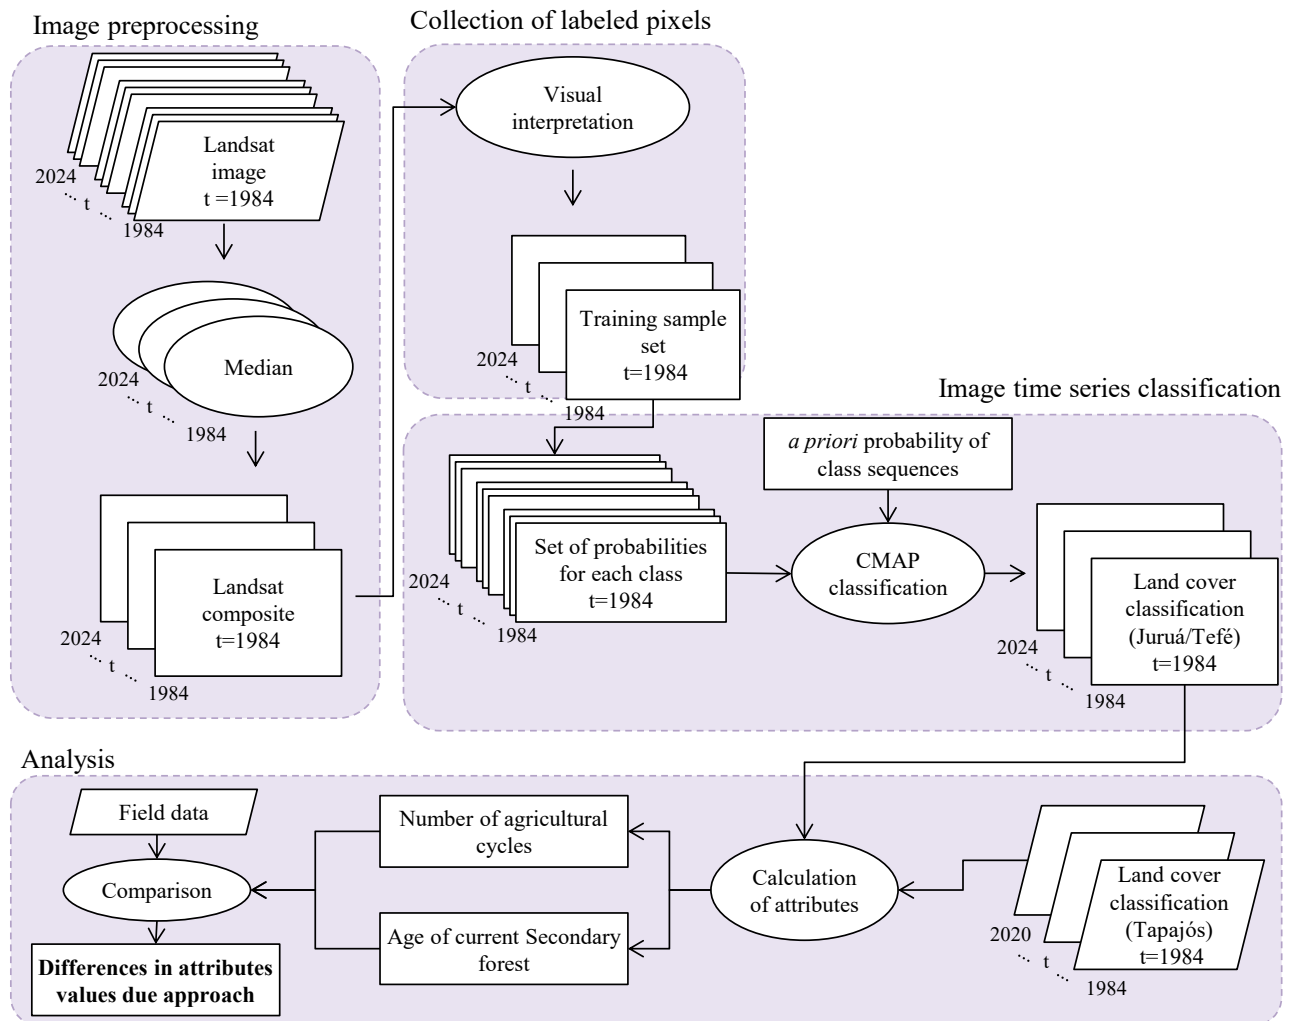 Image preprocessing
Landsat
image
t =1984
2024
... t ...
1984
Median
2024
... t ...
1984
Landsat
composite
t=1984
2024
... t ...
1984
Collection of labeled pixels
Visual
interpretation
Training sample
set
t=1984
2024
... t ...
1984
Image time series classification
a priori probability of
class sequences
Set of probabilities
for each class
t=1984
2024
... t ...
1984
CMAP
classification
Land cover
classification
(Juruá/Tefé)
t=1984
2024
... t ...
1984
Analysis
Field data
Comparison
Differences in attributes
values due approach
Number of agricultural
cycles
Age of current Secondary
forest
Calculation
of attributes
Land cover
classification
(Tapajós)
t=1984
2020
... t ...
1984